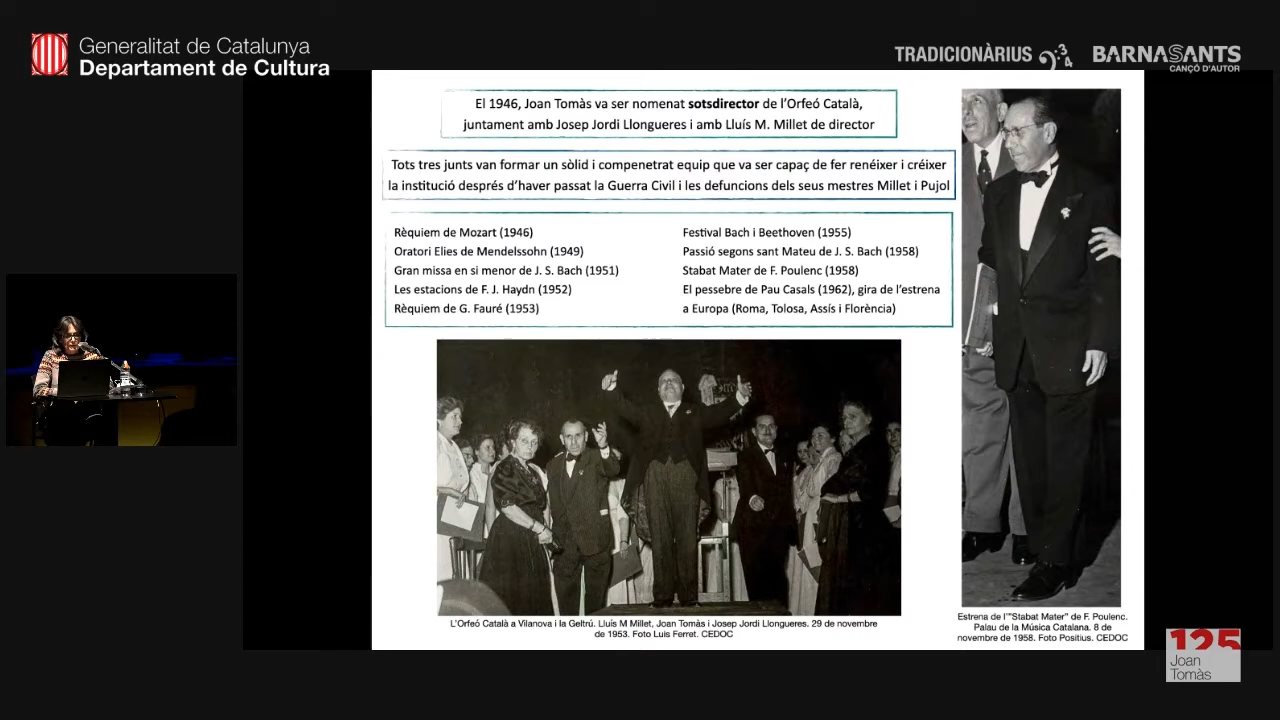 Generalitat de Catalunya
Departament de Cultura
TRADICIONÀRIUS
BARNASANTS
CANÇÓ D'AUTOR
El 1946, Joan Tomàs va ser nomenat sotsdirector de l'Orfeó Català,
juntament amb Josep Jordi Llongueres i amb Lluís M. Millet de director
Tots tres junts van formar un sòlid i compenetrat equip que va ser capaç de fer renéixer i créixer
la institució després d'haver passat la Guerra Civil i les defuncions dels seus mestres Millet i Pujol
Rèquiem de Mozart (1946)
Oratori Elies de Mendelssohn (1949)
Gran missa en si menor de J. S. Bach (1951)
Les estacions de F. J. Haydn (1952)
Rèquiem de G. Fauré (1953)
Festival Bach i Beethoven (1955)
Passió segons sant Mateu de J. S. Bach (1958)
Stabat Mater de F. Poulenc (1958)
El pessebre de Pau Casals (1962), gira de l'estrena
a Europa (Roma, Tolosa, Assís i Florència)
L'Orfeó Català a Vilanova i la Geltrú. Lluís M Millet, Joan Tomàs i Josep Jordi Llongueres. 29 de novembre
de 1953. Foto Luis Ferret. CEDOC
Estrena de l'"Stabat Mater" de F. Poulenc.
Palau de la Música Catalana. 8 de
novembre de 1958. Foto Positius. CEDOC
125
Joan
Tomàs